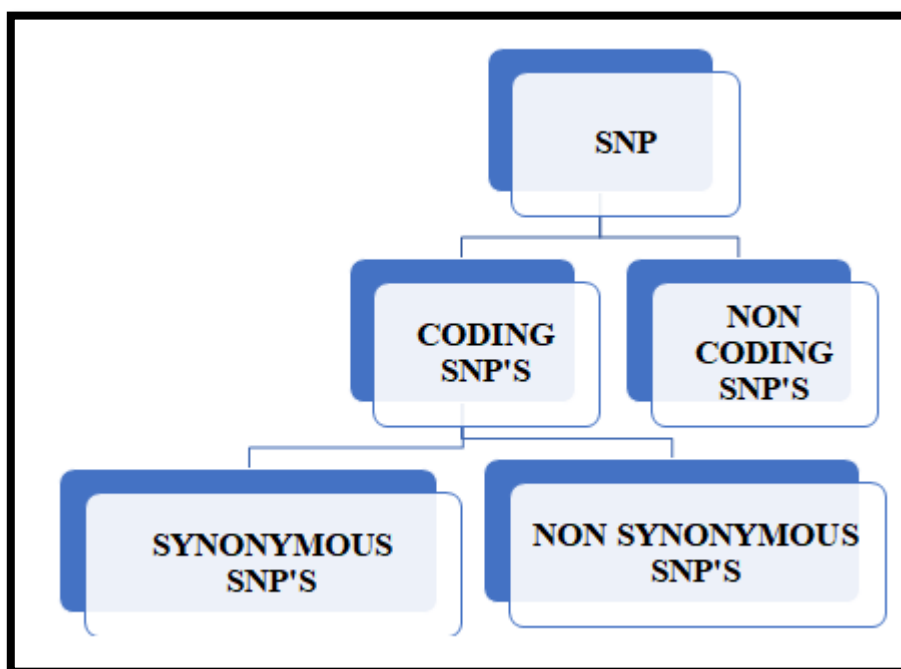 SNP
CODING
SNP'S
NON
CODING
SNP'S
SYNONYMOUS
SNP'S
NON SYNONYMOUS
SNP'S